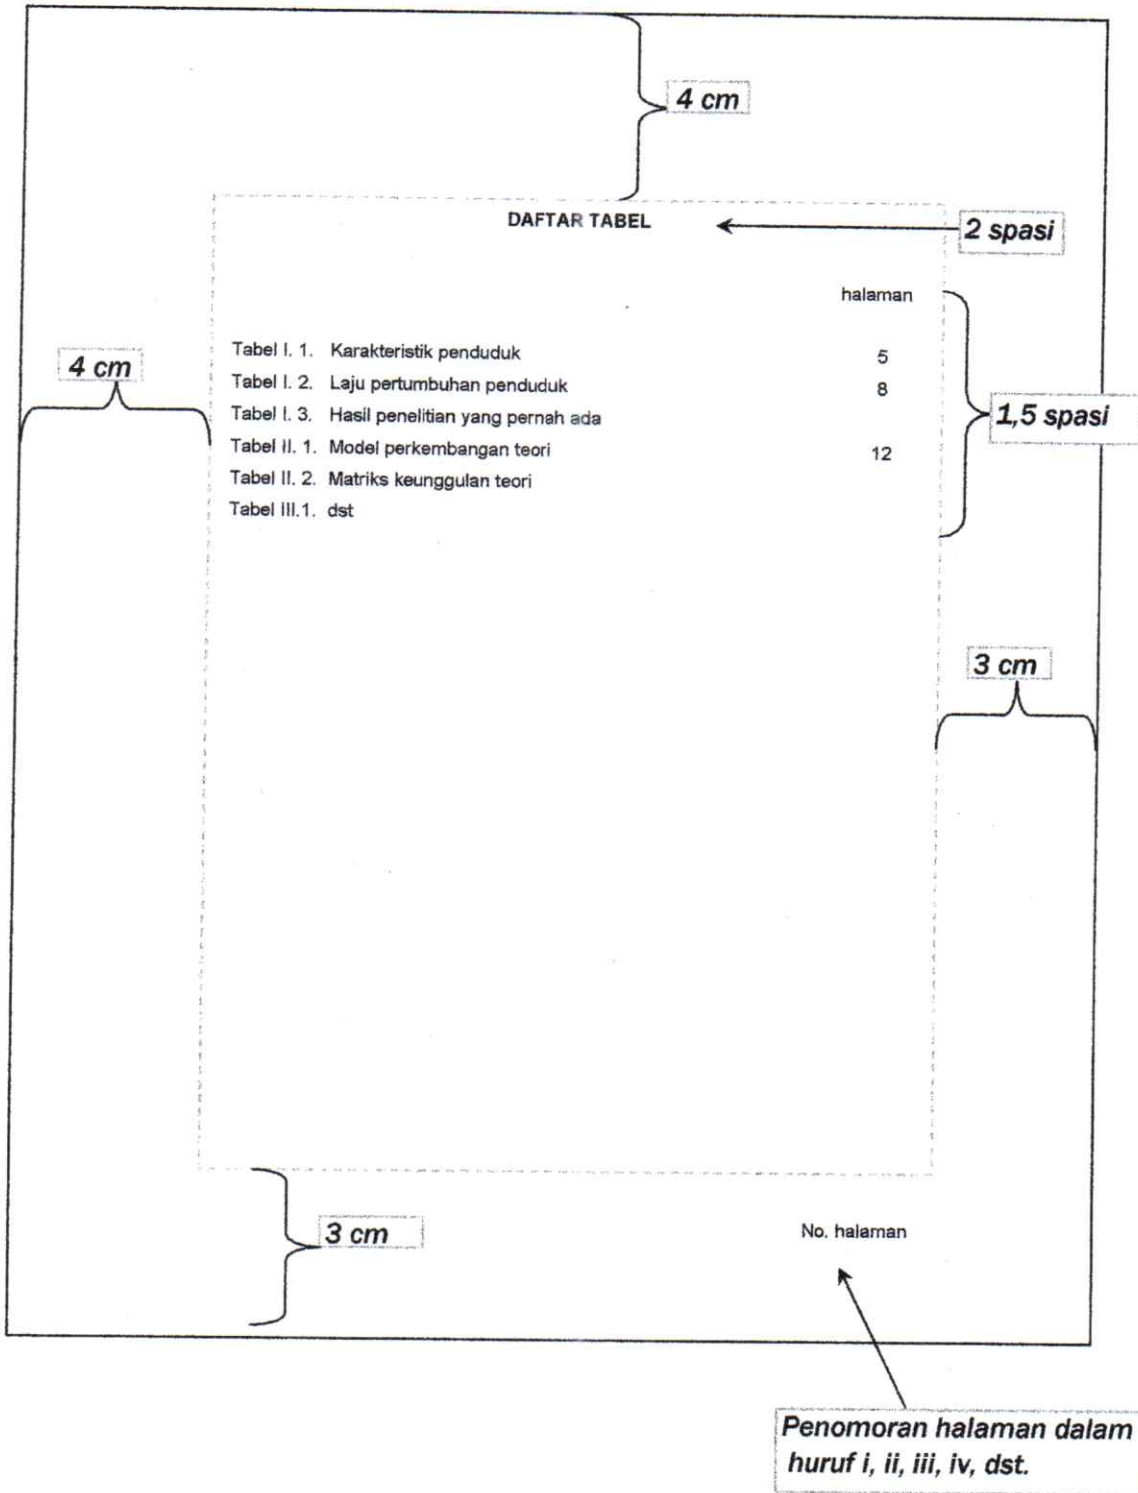 4 cm
DAFTAR TABEL
2 spasi
halaman
Tabel I. 1. Karakteristik penduduk 5
4 cm
Tabel I. 2. Laju pertumbuhan penduduk 8
Tabel I. 3. Hasil penelitian yang pernah ada
1,5 spasi
Tabel II. 1. Model perkembangan teori 12
Tabel II. 2. Matriks keunggulan teori
Tabel III.1. dst
3 cm
3 cm
No. halaman
Penomoran halaman dalam
huruf i, ii, iii, iv, dst.